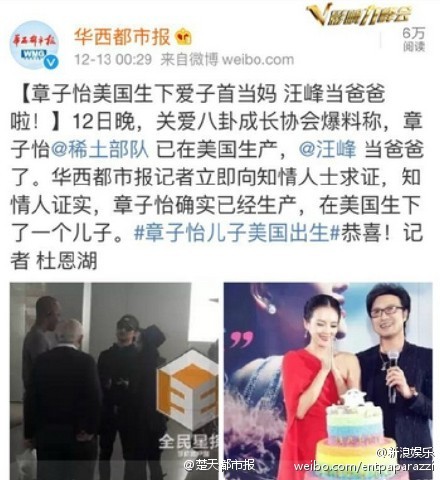 华西都市报
华西都市报
WMG
12-13 00:29 来自微博 weibo.com
6万
阅读
【章子怡美国生下爱子首当妈 汪峰当爸爸
啦！】12日晚，关爱八卦成长协会爆料称，章
子怡@稀土部队 已在美国生产，@汪峰 当爸爸
了。华西都市报记者立即向知情人士求证，知
情人证实，章子怡确实已经生产，在美国生下
了一个儿子。#章子怡儿子美国出生#恭喜！记
者 杜恩湖
全民星探
@楚天都市报
@新浪娱乐
weibo.com/entpaparazzi